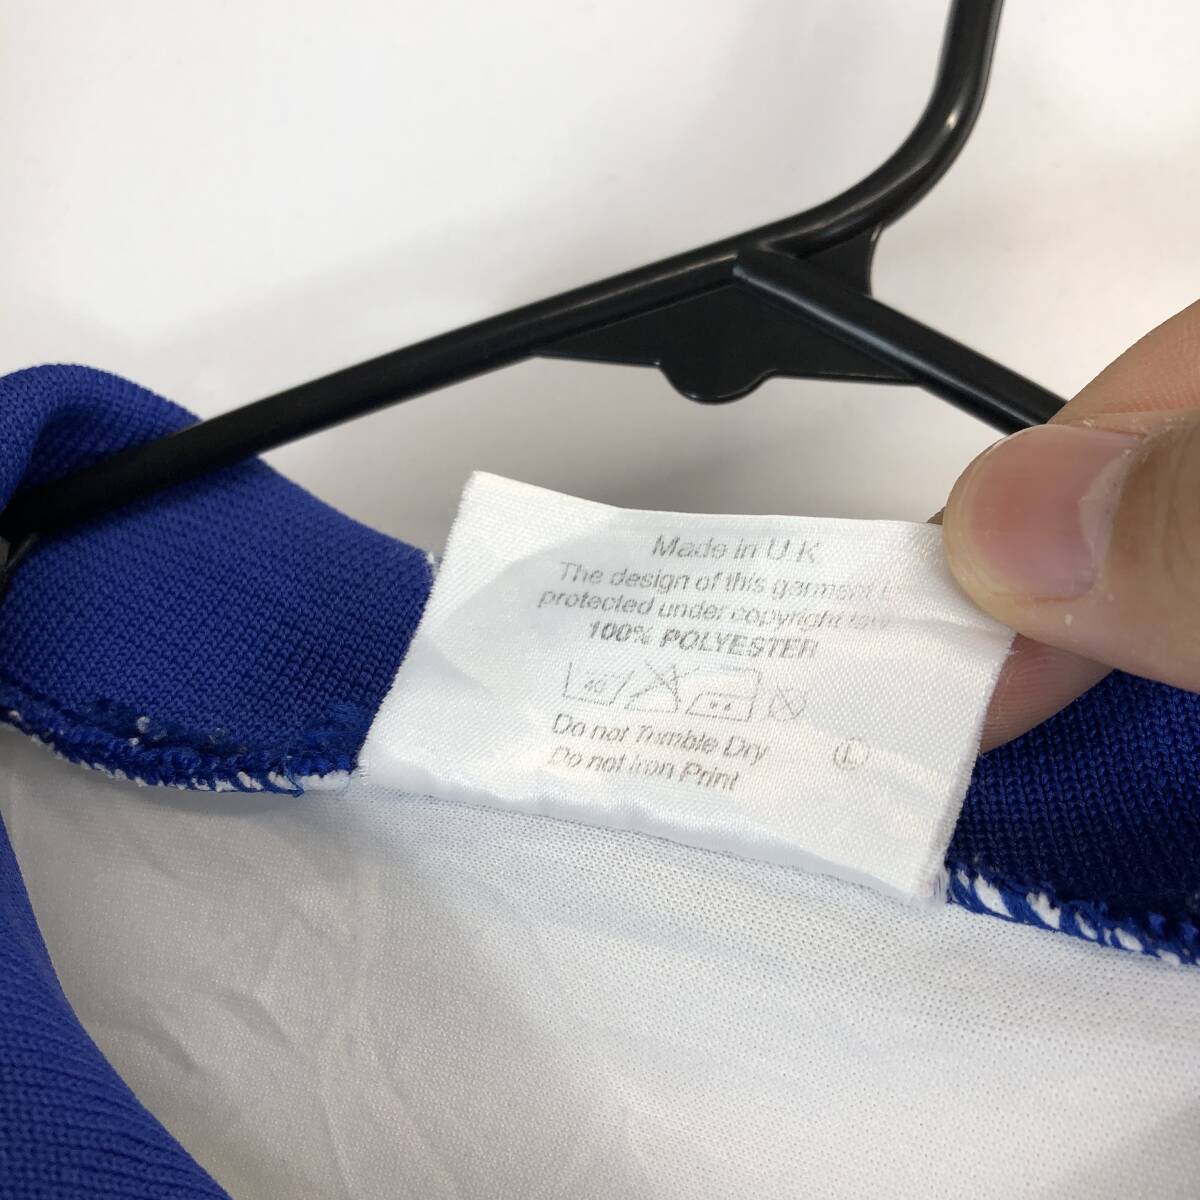 Made in U.K
The design of this garment
protected under copyright law
100% POLYESTER
40°
Do not Tumble Dry
Do not Iron Print